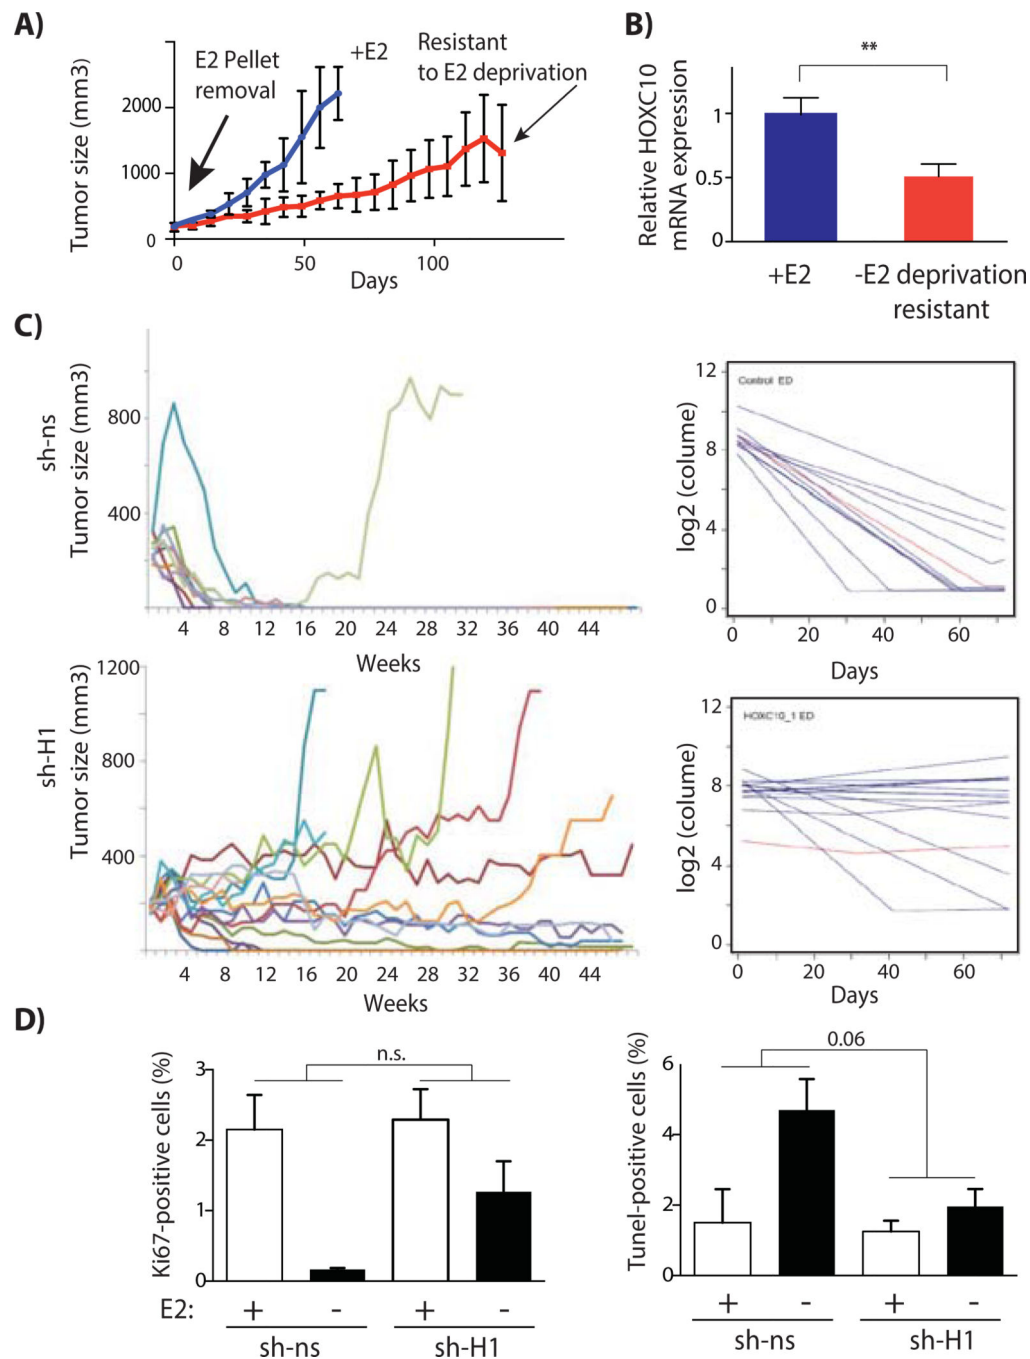 A)
Tumor size (mm3)
2000
1000
0
E2 Pellet
removal
+E2
Resistant
to E2 deprivation
0
50
100
Days
B)
Relative HOXC10
mRNA expression
1
0.5
0
**
+E2
-E2 deprivation
resistant
C)
sh-ns
Tumor size (mm3)
800
400
4 8 12 16 20 24 28 32 36 40 44
Weeks
log2 (colume)
12
8
4
0
Control ED
0 20 40 60
Days
sh-H1
Tumor size (mm3)
1200
800
400
4 8 12 16 20 24 28 32 36 40 44
Weeks
log2 (colume)
12
8
4
0
HOXC10_1 ED
0 20 40 60
Days
D)
Ki67-positive cells (%)
3
2
1
0
n.s.
E2: + - + -
sh-ns sh-H1
Tunel-positive cells (%)
6
4
2
0
0.06
+ - + -
sh-ns sh-H1